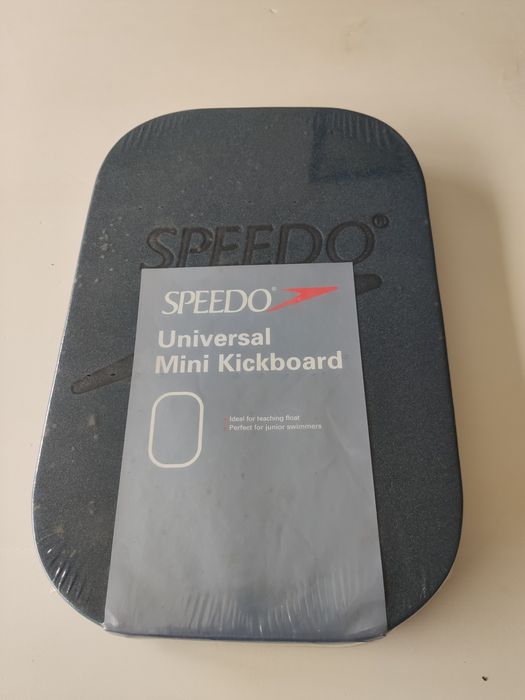 SPEEDO®
SPEEDO®
Universal
Mini Kickboard
Ideal for teaching float
Perfect for junior swimmers